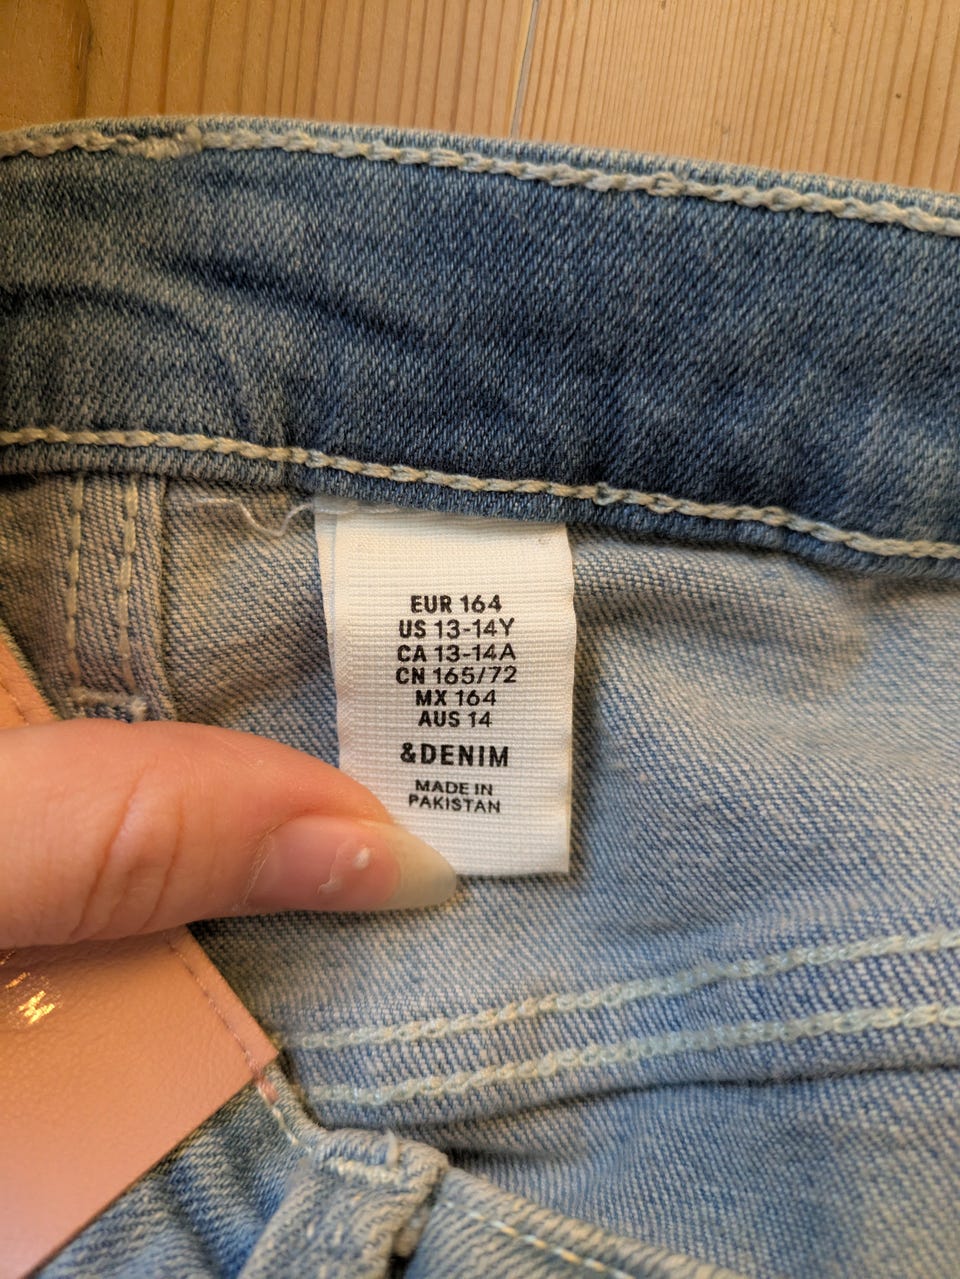 EUR 164
US 13-14Y
CA 13-14A
CN 165/72
MX 164
AUS 14
&DENIM
MADE IN
PAKISTAN